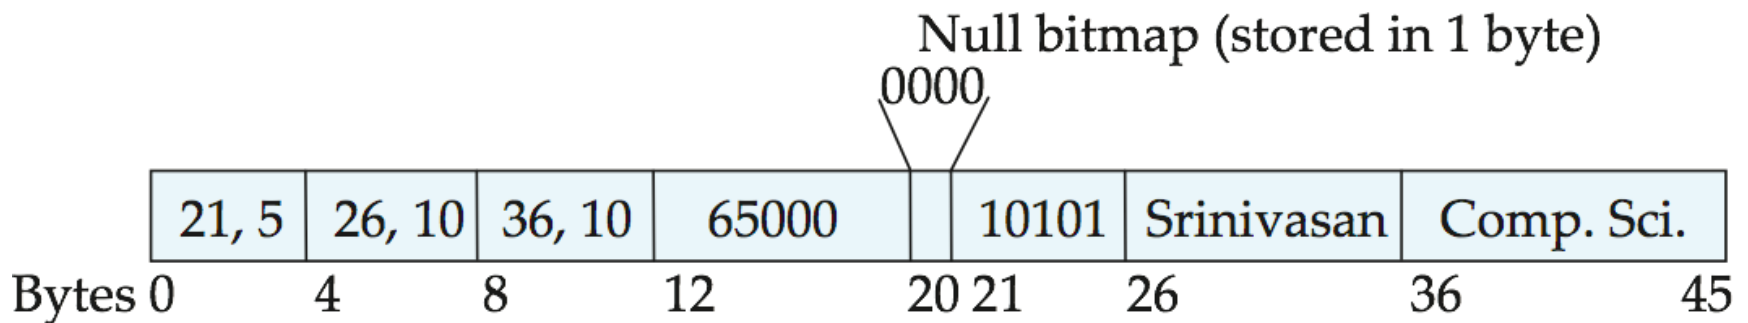 Null bitmap (stored in 1 byte)
0000
21, 5 26, 10 36, 10 65000 10101 Srinivasan Comp. Sci.
Bytes 0 4 8 12 20 21 26 36 45